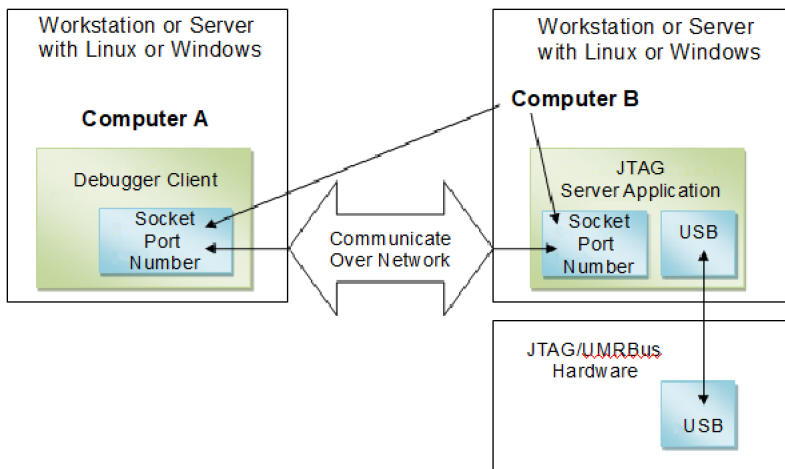 Workstation or Server
with Linux or Windows
Computer A
Debugger Client
Socket
Port
Number
Communicate
Over Network
Workstation or Server
with Linux or Windows
Computer B
JTAG
Server Application
Socket
Port
Number
USB
JTAG/UMRBus
Hardware
USB